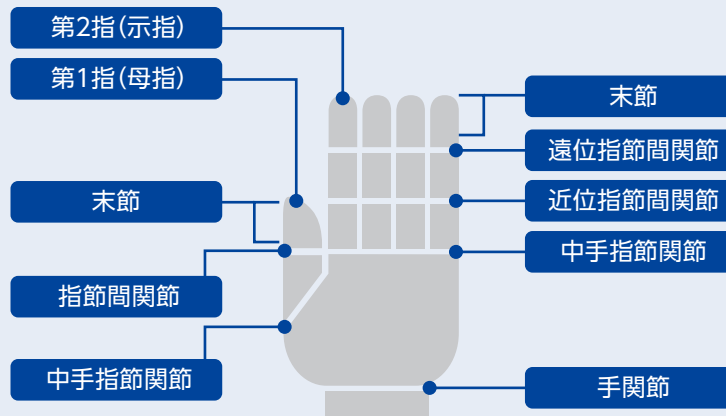 第2指(示指)
第1指(母指)
末節
指節間関節
中手指節関節
末節
遠位指節間関節
近位指節間関節
中手指節関節
手関節